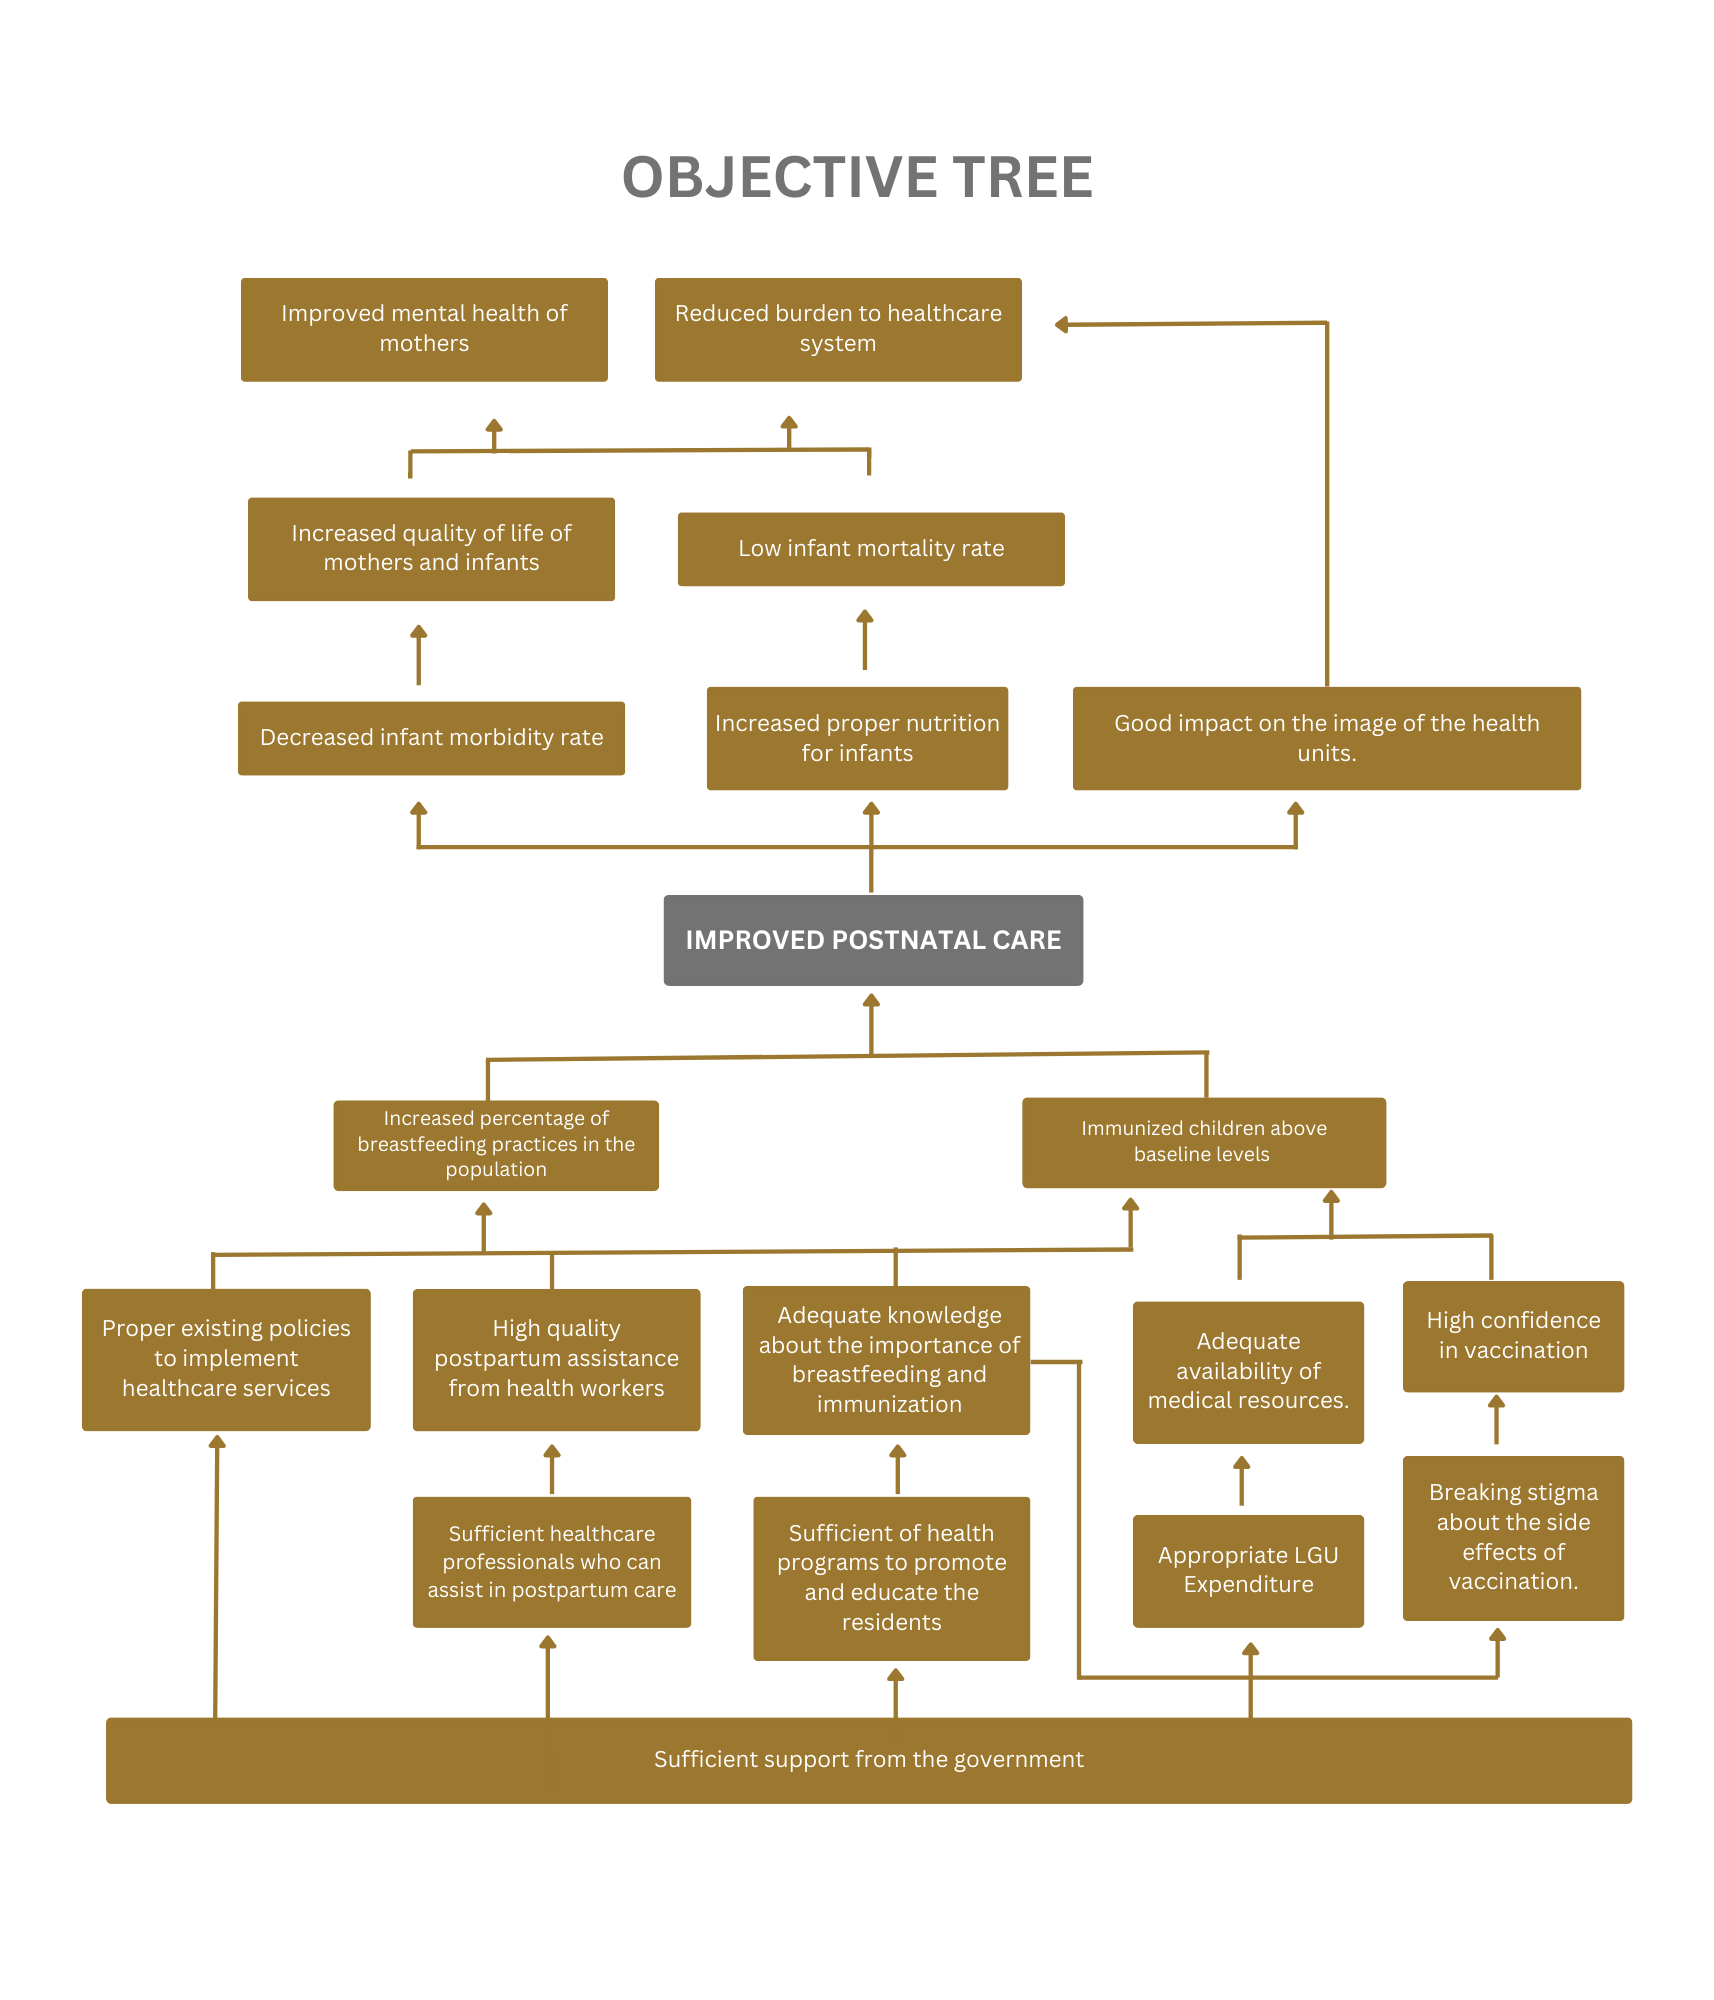 OBJECTIVE TREE
Improved mental health of
mothers
Reduced burden to healthcare
system
Increased quality of life of
mothers and infants
Low infant mortality rate
Decreased infant morbidity rate
Increased proper nutrition
for infants
Good impact on the image of the health
units.
IMPROVED POSTNATAL CARE
Increased percentage of
breastfeeding practices in the
population
Immunized children above
baseline levels
Proper existing policies
to implement
healthcare services
High quality
postpartum assistance
from health workers
Adequate knowledge
about the importance of
breastfeeding and
immunization
Adequate
availability of
medical resources.
High confidence
in vaccination
Sufficient healthcare
professionals who can
assist in postpartum care
Sufficient of health
programs to promote
and educate the
residents
Appropriate LGU
Expenditure
Breaking stigma
about the side
effects of
vaccination.
Sufficient support from the government